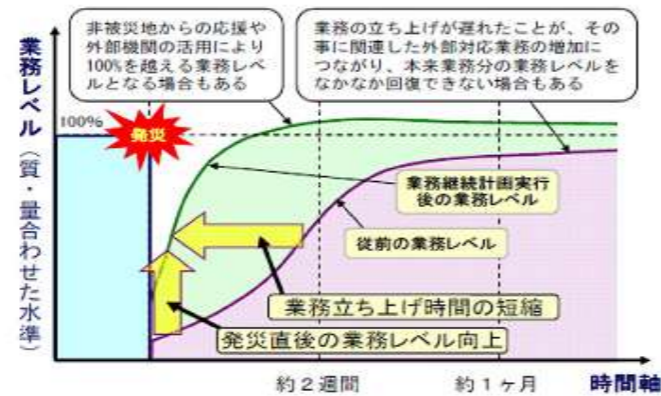 非被災地からの応援や
外部機関の活用により
100%を越える業務レベ
ルとなる場合もある
業務の立ち上げが遅れたことが、その
事に関連した外部対応業務の増加に
つながり、本来業務分の業務レベルを
なかなか回復できない場合もある
業務レベル（質・量合わせた水準）
100%
発災
業務継続計画実行
後の業務レベル
従前の業務レベル
業務立ち上げ時間の短縮
発災直後の業務レベル向上
約２週間
約１ヶ月
時間軸